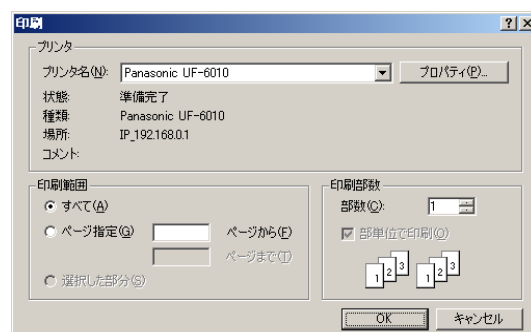 印刷
プリンタ
プリンタ名(N): Panasonic UF-6010 プロパティ(P)...
状態: 準備完了
種類: Panasonic UF-6010
場所: IP_192.168.0.1
コメント:
印刷範囲
すべて(A)
ページ指定(G) ページから(F)
ページまで(T)
選択した部分(S)
印刷部数
部数(C): 1
部単位で印刷(O)
1 2 3 1 2 3
OK キャンセル